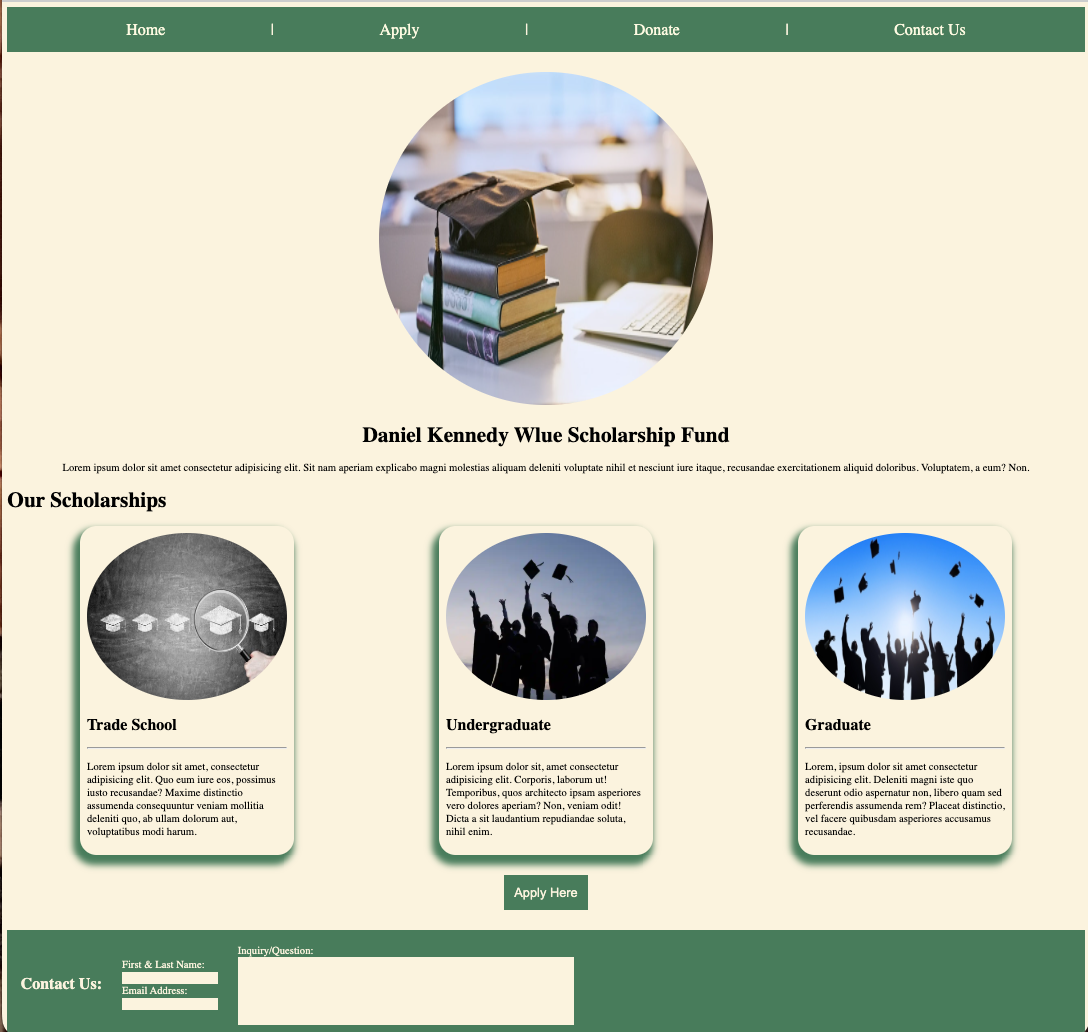 Home | Apply | Donate | Contact Us
Daniel Kennedy Wlue Scholarship Fund
Lorem ipsum dolor sit amet consectetur adipisicing elit. Sit nam aperiam explicabo magni molestias aliquam deleniti voluptate nihil et nesciunt iure itaque, recusandae exercitationem aliquid doloribus. Voluptatem, a eum? Non.
Our Scholarships
Trade School
Lorem ipsum dolor sit amet, consectetur
adipisicing elit. Quo eum iure eos, possimus
iusto recusandae? Maxime distinctio
assumenda consequuntur veniam mollitia
deleniti quo, ab ullam dolorum aut,
voluptatibus modi harum.
Undergraduate
Lorem ipsum dolor sit, amet consectetur
adipisicing elit. Corporis, laborum ut!
Temporibus, quos architecto ipsam asperiores
vero dolores aperiam? Non, veniam odit!
Dicta a sit laudantium repudiandae soluta,
nihil enim.
Graduate
Lorem, ipsum dolor sit amet consectetur
adipisicing elit. Deleniti magni iste quo
deserunt odio aspernatur non, libero quam sed
perferendis assumenda rem? Placeat distinctio,
vel facere quibusdam asperiores accusamus
recusandae.
Apply Here
Contact Us:
First & Last Name:
Email Address:
Inquiry/Question: